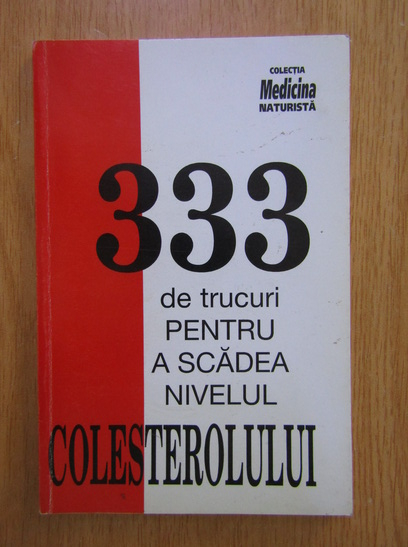 COLECȚIA
Medicina
NATURISTĂ
333
de trucuri
PENTRU
A SCĂDEA
NIVELUL
COLESTEROLULUI